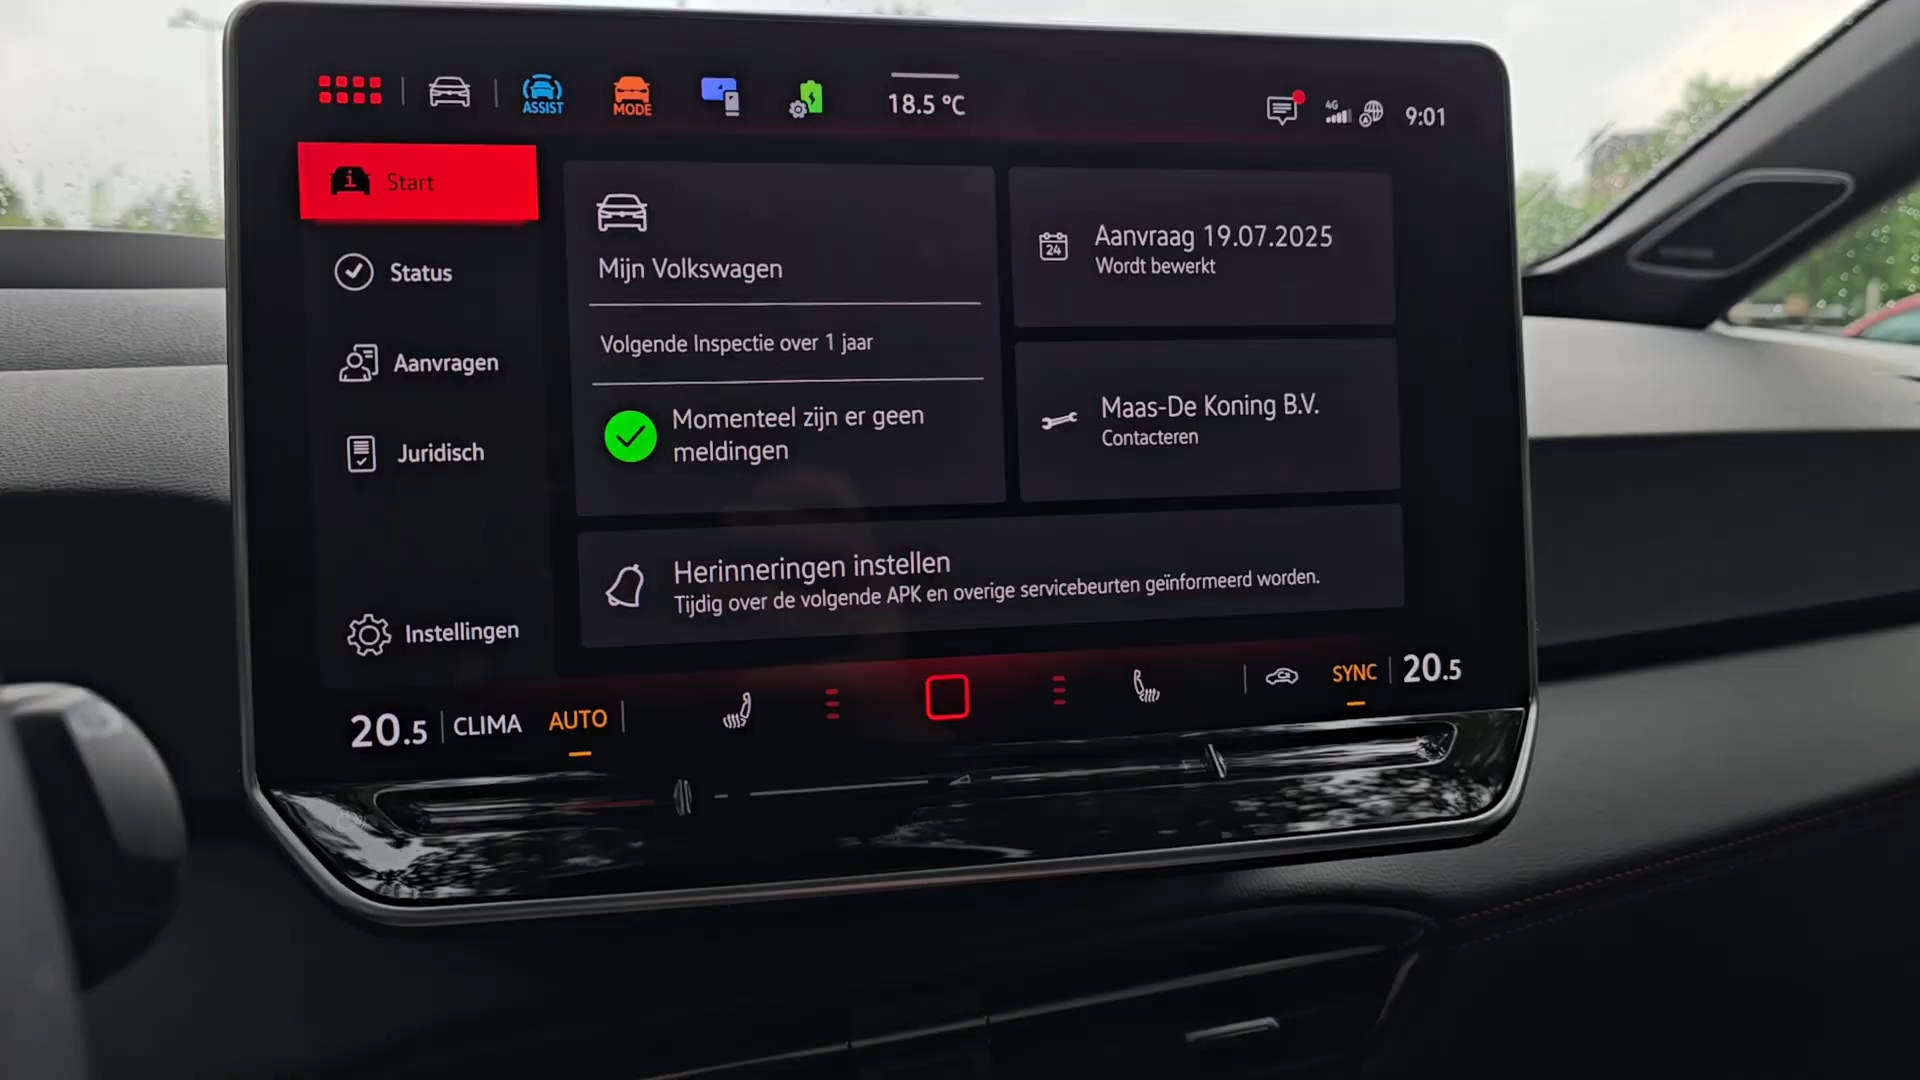 ASSIST
MODE
18.5 °C
4G
9:01
Start
Status
Aanvragen
Juridisch
Instellingen
Mijn Volkswagen
Volgende Inspectie over 1 jaar
Momenteel zijn er geen
meldingen
24
Aanvraag 19.07.2025
Wordt bewerkt
Maas-De Koning B.V.
Contacteren
Herinneringen instellen
Tijdig over de volgende APK en overige servicebeurten geïnformeerd worden.
20.5 CLIMA AUTO
SYNC 20.5